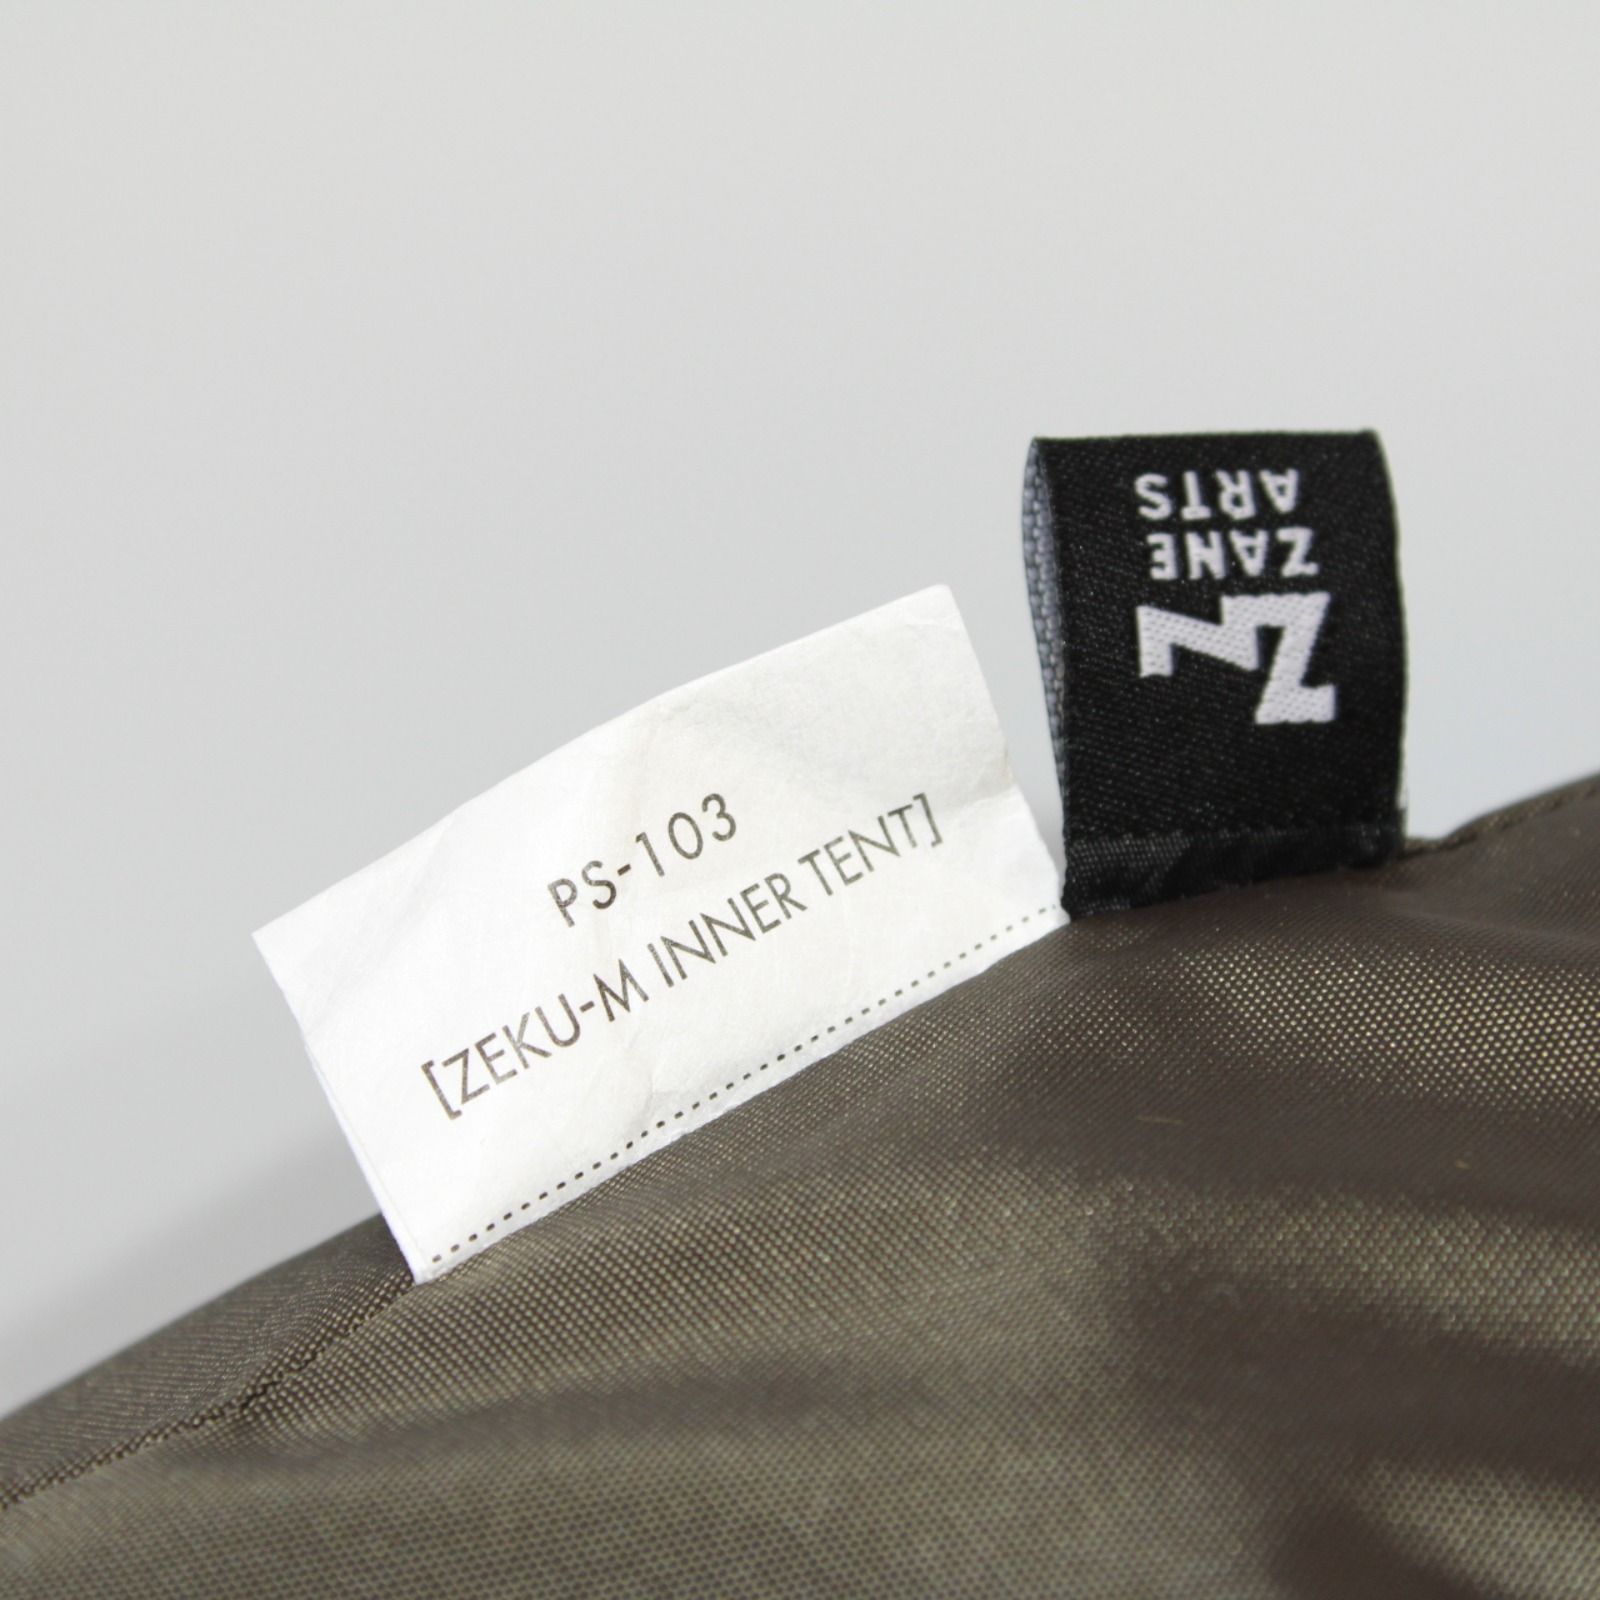 PS-103
[ZEKU-M INNER TENT]
ZANE
ARTS